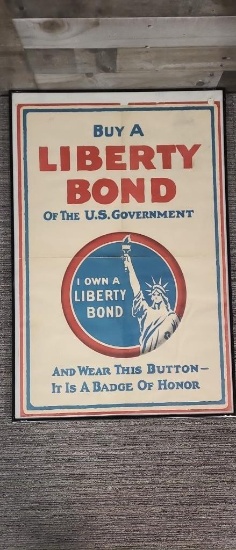 BUY A
LIBERTY
BOND
OF THE U.S. GOVERNMENT
I OWN A
LIBERTY
BOND
AND WEAR THIS BUTTON—
IT IS A BADGE OF HONOR